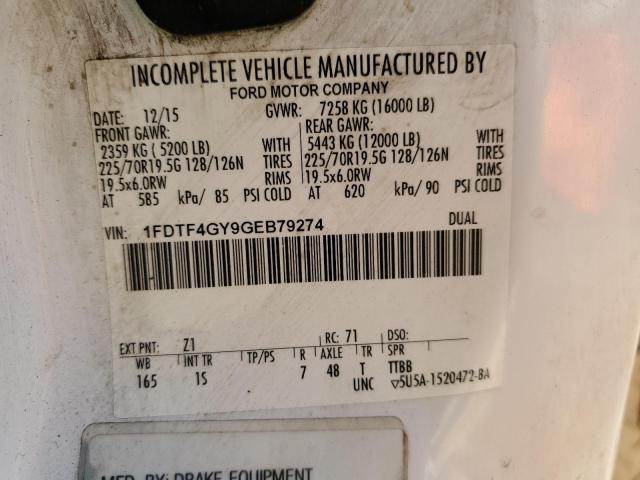 INCOMPLETE VEHICLE MANUFACTURED BY
FORD MOTOR COMPANY
DATE: 12/15 GVWR: 7258 KG (16000 LB)
FRONT GAWR: REAR GAWR:
2359 KG ( 5200 LB) WITH 5443 KG (12000 LB) WITH
225/70R19.5G 128/126N TIRES 225/70R19.5G 128/126N TIRES
19.5x6.0RW RIMS 19.5x6.0RW RIMS
AT 585 kPa/ 85 PSI COLD AT 620 kPa/ 90 PSI COLD
VIN: 1FDTF4GY9GEB79274 DUAL
EXT PNT: Z1 RC: 71 DSO:
WB INT TR TP/PS R AXLE TR SPR
165 1S 7 48 T TTBB
UNC ▽5U5A-1520472-BA
MFD. BY: DRAKE EQUIPMENT